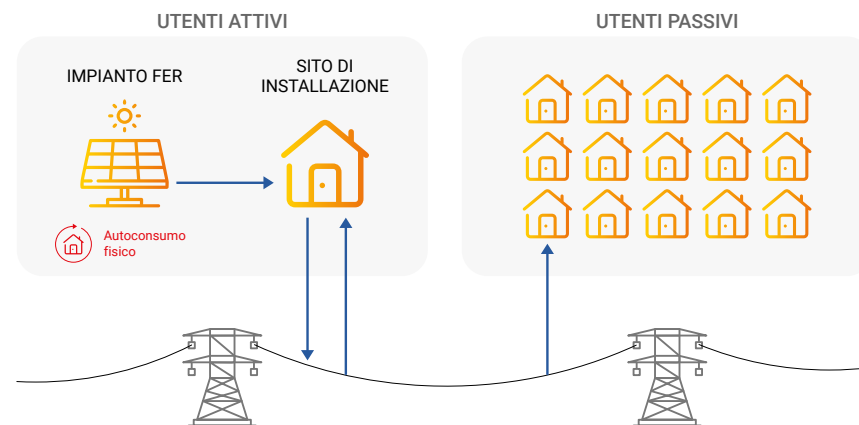 UTENTI ATTIVI
UTENTI PASSIVI
IMPIANTO FER
SITO DI
INSTALLAZIONE
Autoconsumo
fisico